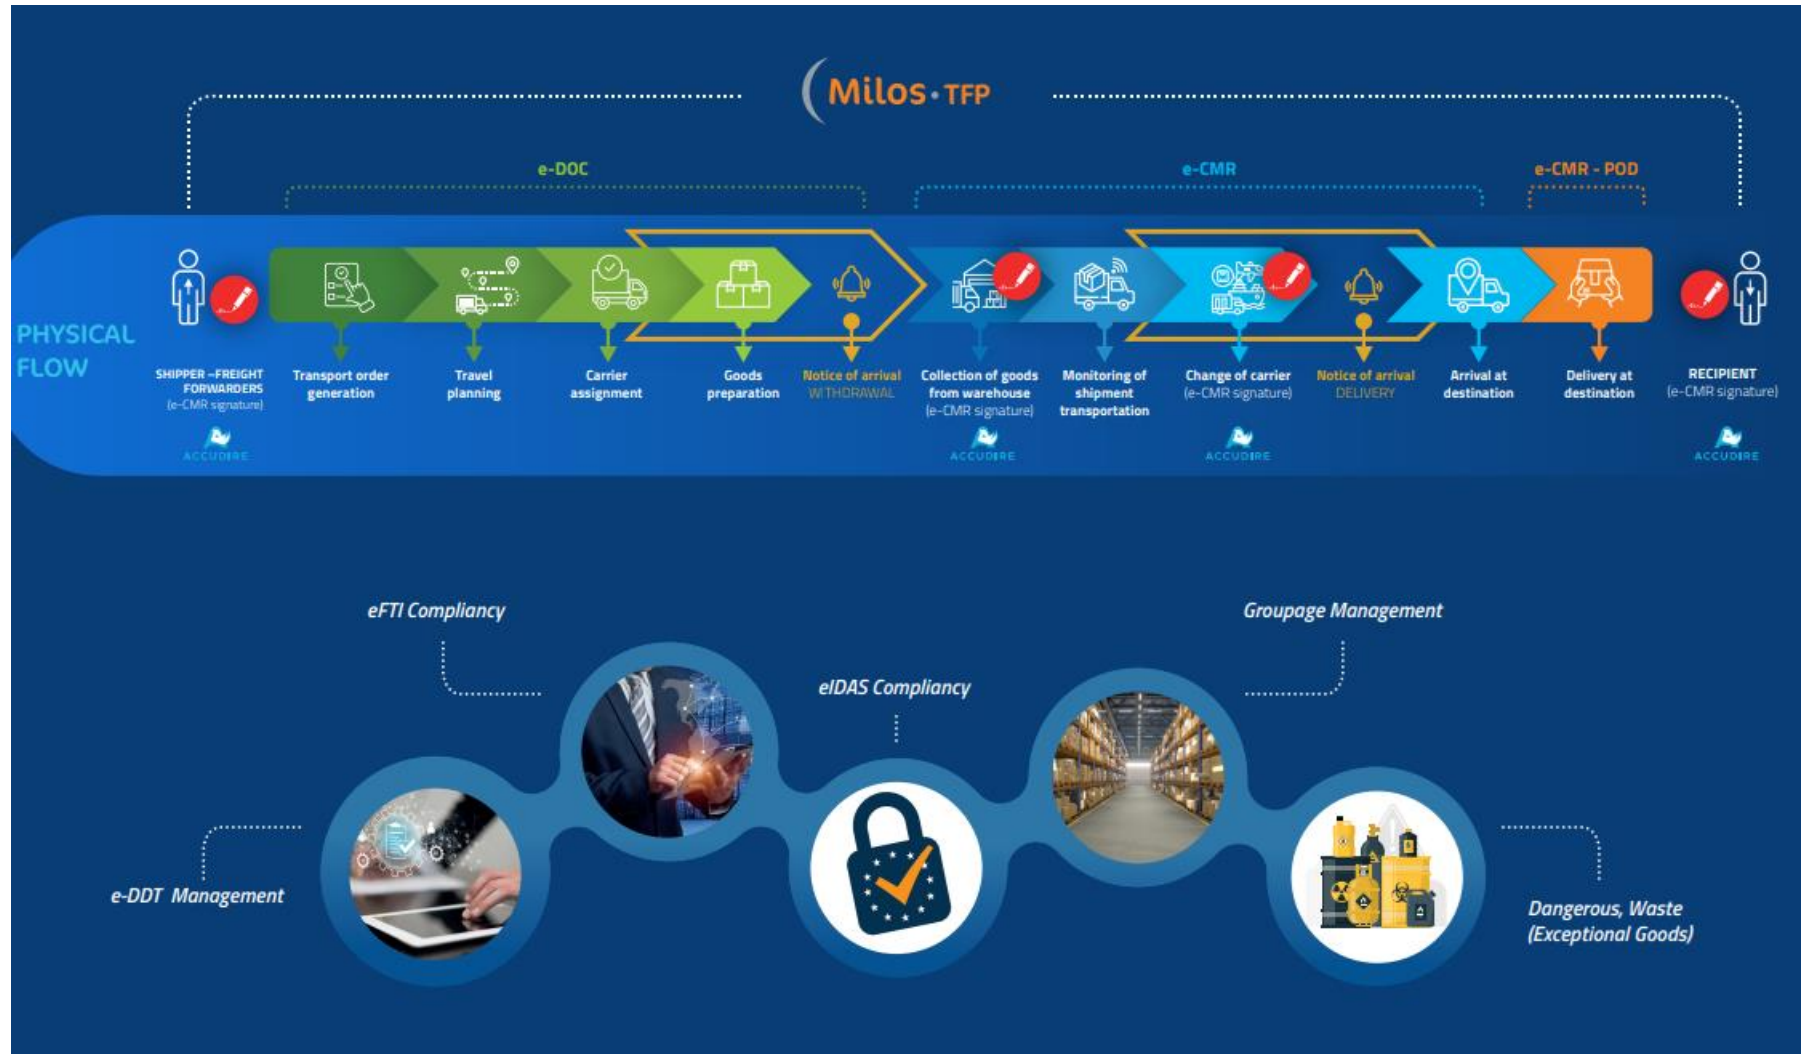 Milos • TFP
e-DOC
e-CMR
e-CMR - POD
PHYSICAL
FLOW
SHIPPER –FREIGHT
FORWARDERS
(e-CMR signature)
ACCUDIRE
Transport order
generation
Travel
planning
Carrier
assignment
Goods
preparation
Notice of arrival
WITHDRAWAL
Collection of goods
from warehouse
(e-CMR signature)
ACCUDIRE
Monitoring of
shipment
transportation
Change of carrier
(e-CMR signature)
ACCUDIRE
Notice of arrival
DELIVERY
Arrival at
destination
Delivery at
destination
RECIPIENT
(e-CMR signature)
ACCUDIRE
eFTI Compliancy
Groupage Management
eIDAS Compliancy
e-DDT Management
Dangerous, Waste
(Exceptional Goods)